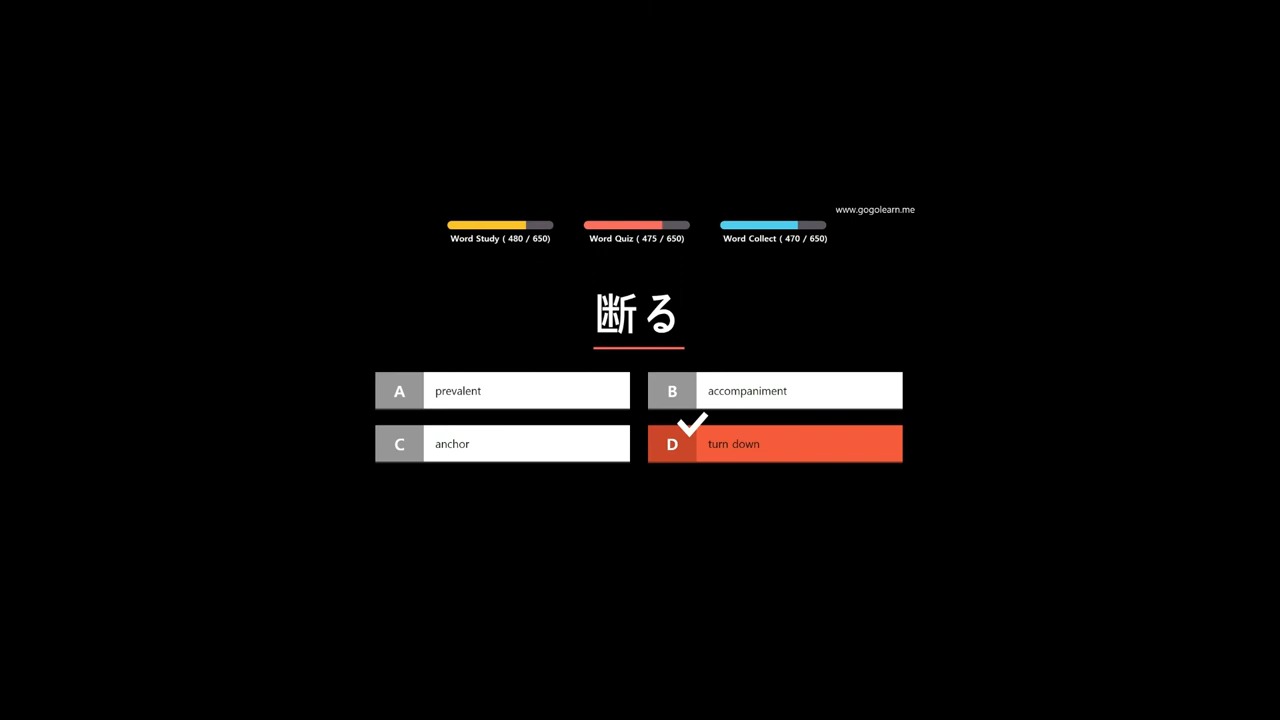 www.gogolearn.me
Word Study ( 480 / 650)
Word Quiz ( 475 / 650)
Word Collect ( 470 / 650)
断る
A prevalent
B accompaniment
C anchor
D turn down